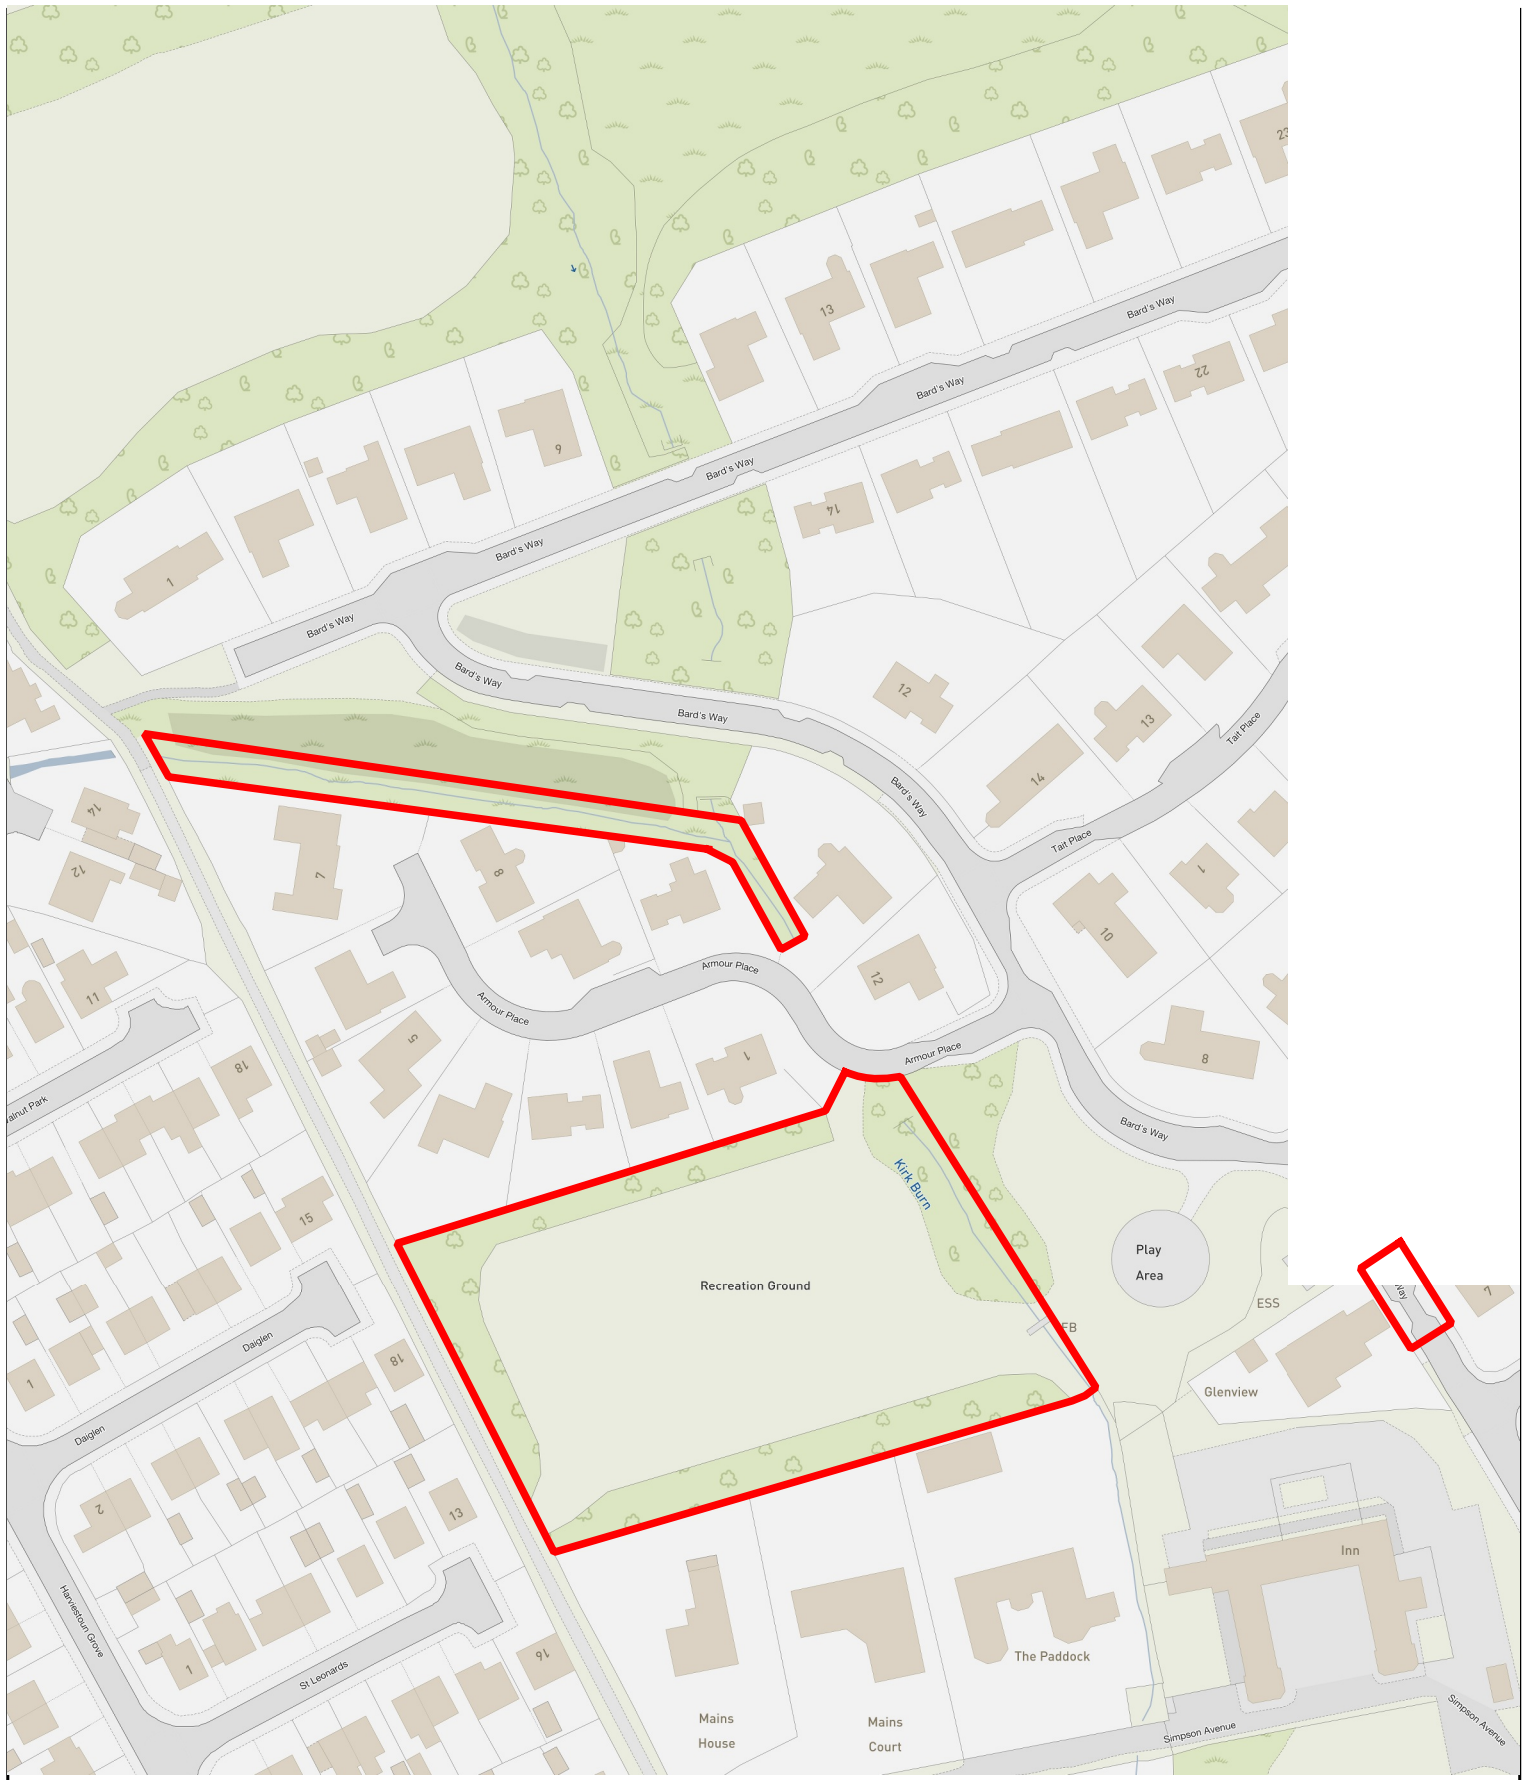 23
Bard's Way
13
Bard's Way
22
9
Bard's Way
14
Bard's Way
1
Bard's Way
Bard's Way
12
Bard's Way
13
Tait Place
14
Bard's Way
14
Tait Place
12
7
8
1
10
11
Armour Place
12
Armour Place
5
1
Armour Place
8
18
alnut Park
Bard's Way
Kirk Burn
15
Play
Area
Recreation Ground
Way
7
ESS
FB
Daiglen
18
1
Glenview
Daiglen
2
13
Inn
Harviestoun Grove
16
The Paddock
1
St Leonards
Mains
House
Mains
Court
Simpson Avenue
Simpson Avenue